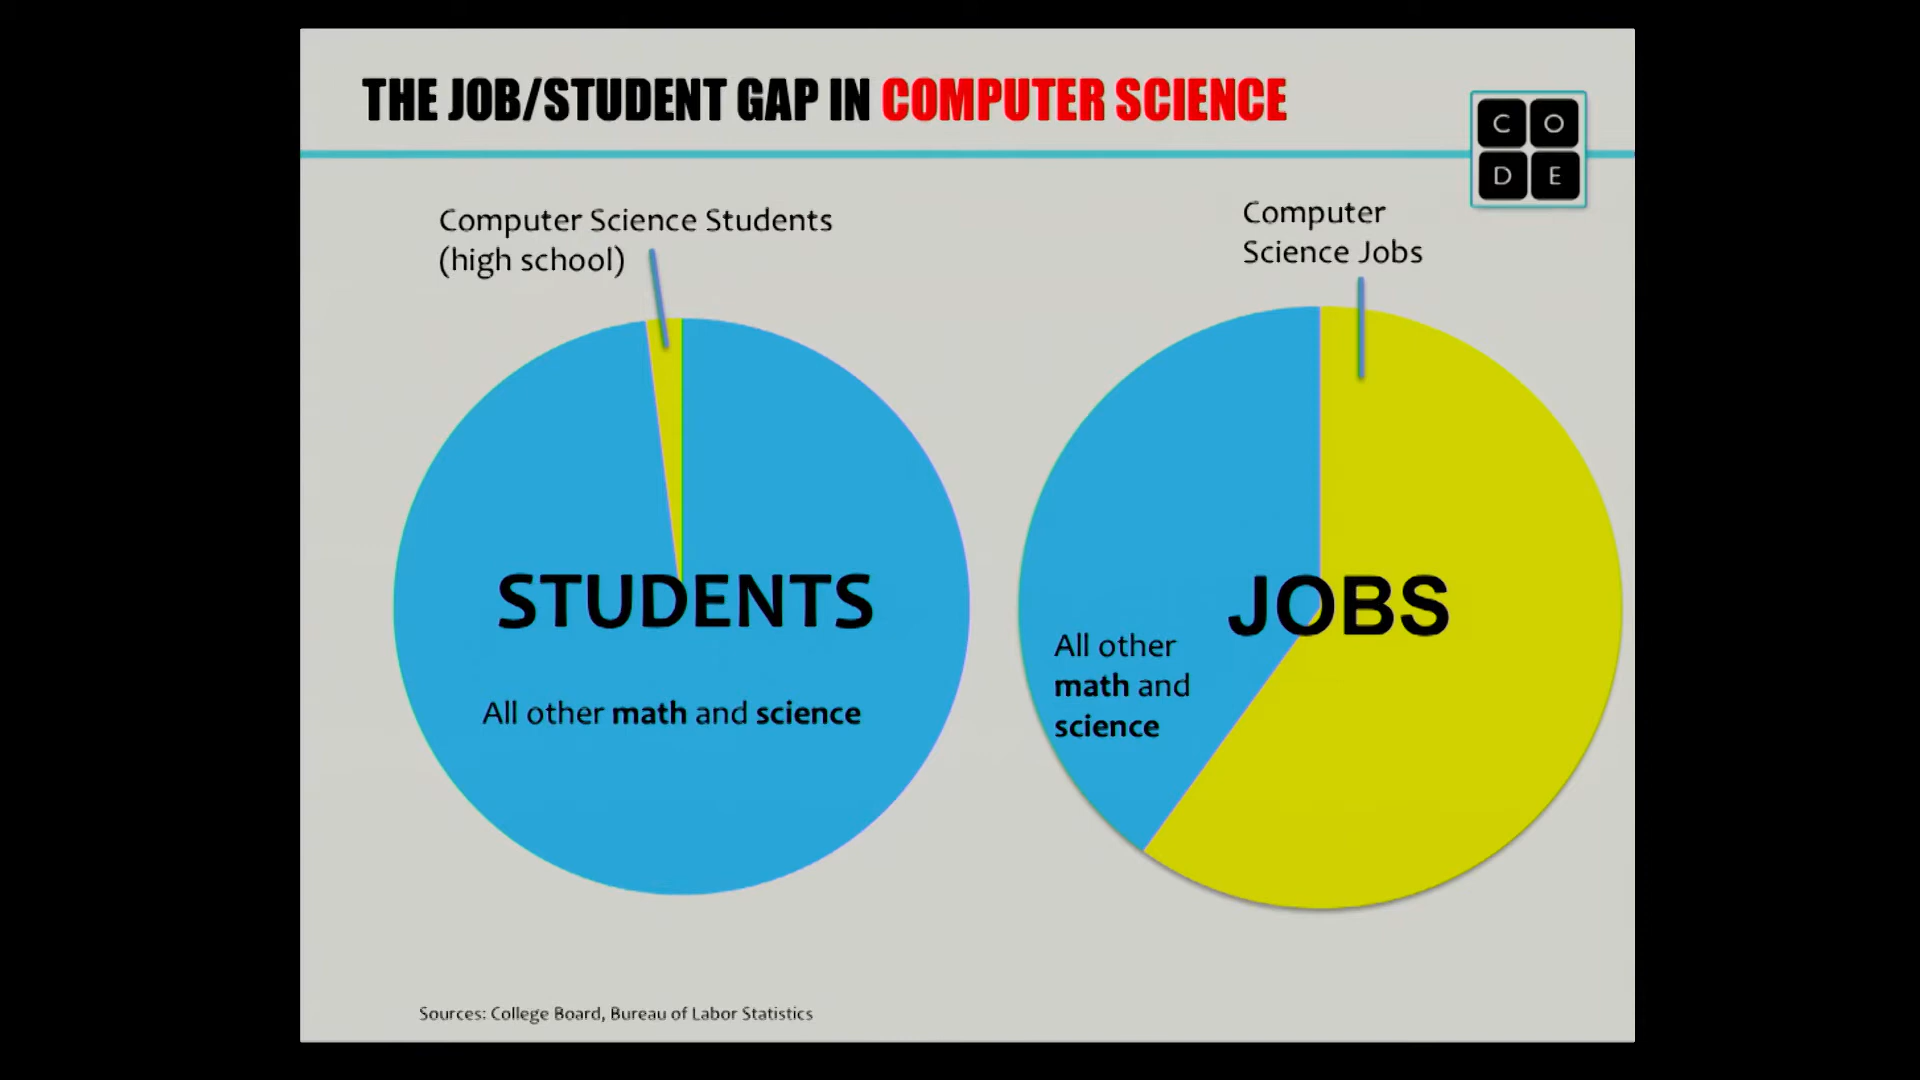 THE JOB/STUDENT GAP IN COMPUTER SCIENCE
C O
D E
Computer Science Students
(high school)
STUDENTS
All other math and science
Computer
Science Jobs
JOBS
All other
math and
science
Sources: College Board, Bureau of Labor Statistics